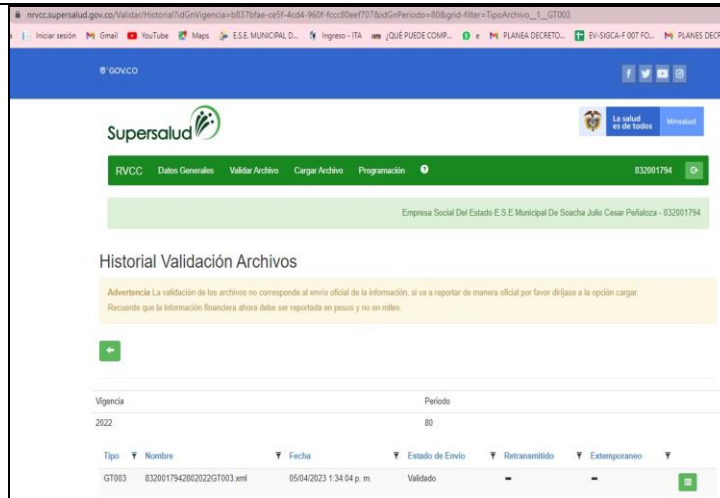 nrvcc.supersalud.gov.co/Validar/Historial?idGnVigencia=b837bfae-ce5f-4cd4-960f-fccc80eef707&idGnPeriodo=80&grid-filter=TipoArchivo__1__GT003
Iniciar sesión Gmail YouTube Maps E.S.E. MUNICIPAL D... Ingreso - ITA ¿QUÉ PUEDE COMP... e PLANEA DECRETO... EV-SIGCA-F 007 FO... PLANES DECR
GOV.CO
Supersalud
La salud es de todos Minsalud
RVCC Datos Generales Validar Archivo Cargar Archivo Programación 832001794
Empresa Social Del Estado E.S.E Municipal De Soacha Julio Cesar Peñaloza - 832001794
Historial Validación Archivos
Advertencia La validación de los archivos no corresponde al envío oficial de la información, si va a reportar de manera oficial por favor diríjase a la opción cargar.
Recuerde que la información financiera ahora debe ser reportada en pesos y no en miles.
Vigencia Periodo
2022 80
Tipo Nombre Fecha Estado de Envío Retransmitido Extemporaneo
GT003 8320017942802022GT003.xml 05/04/2023 1:34:04 p. m. Validado - -